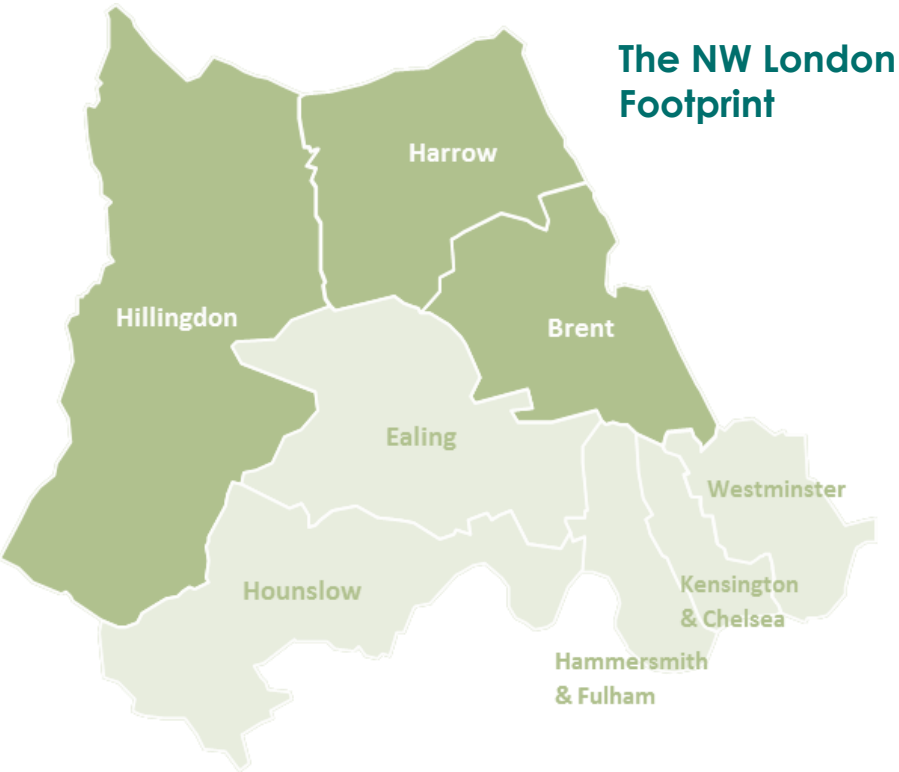 The NW London
Footprint
Harrow
Hillingdon
Brent
Ealing
Westminster
Hounslow
Kensington
& Chelsea
Hammersmith
& Fulham